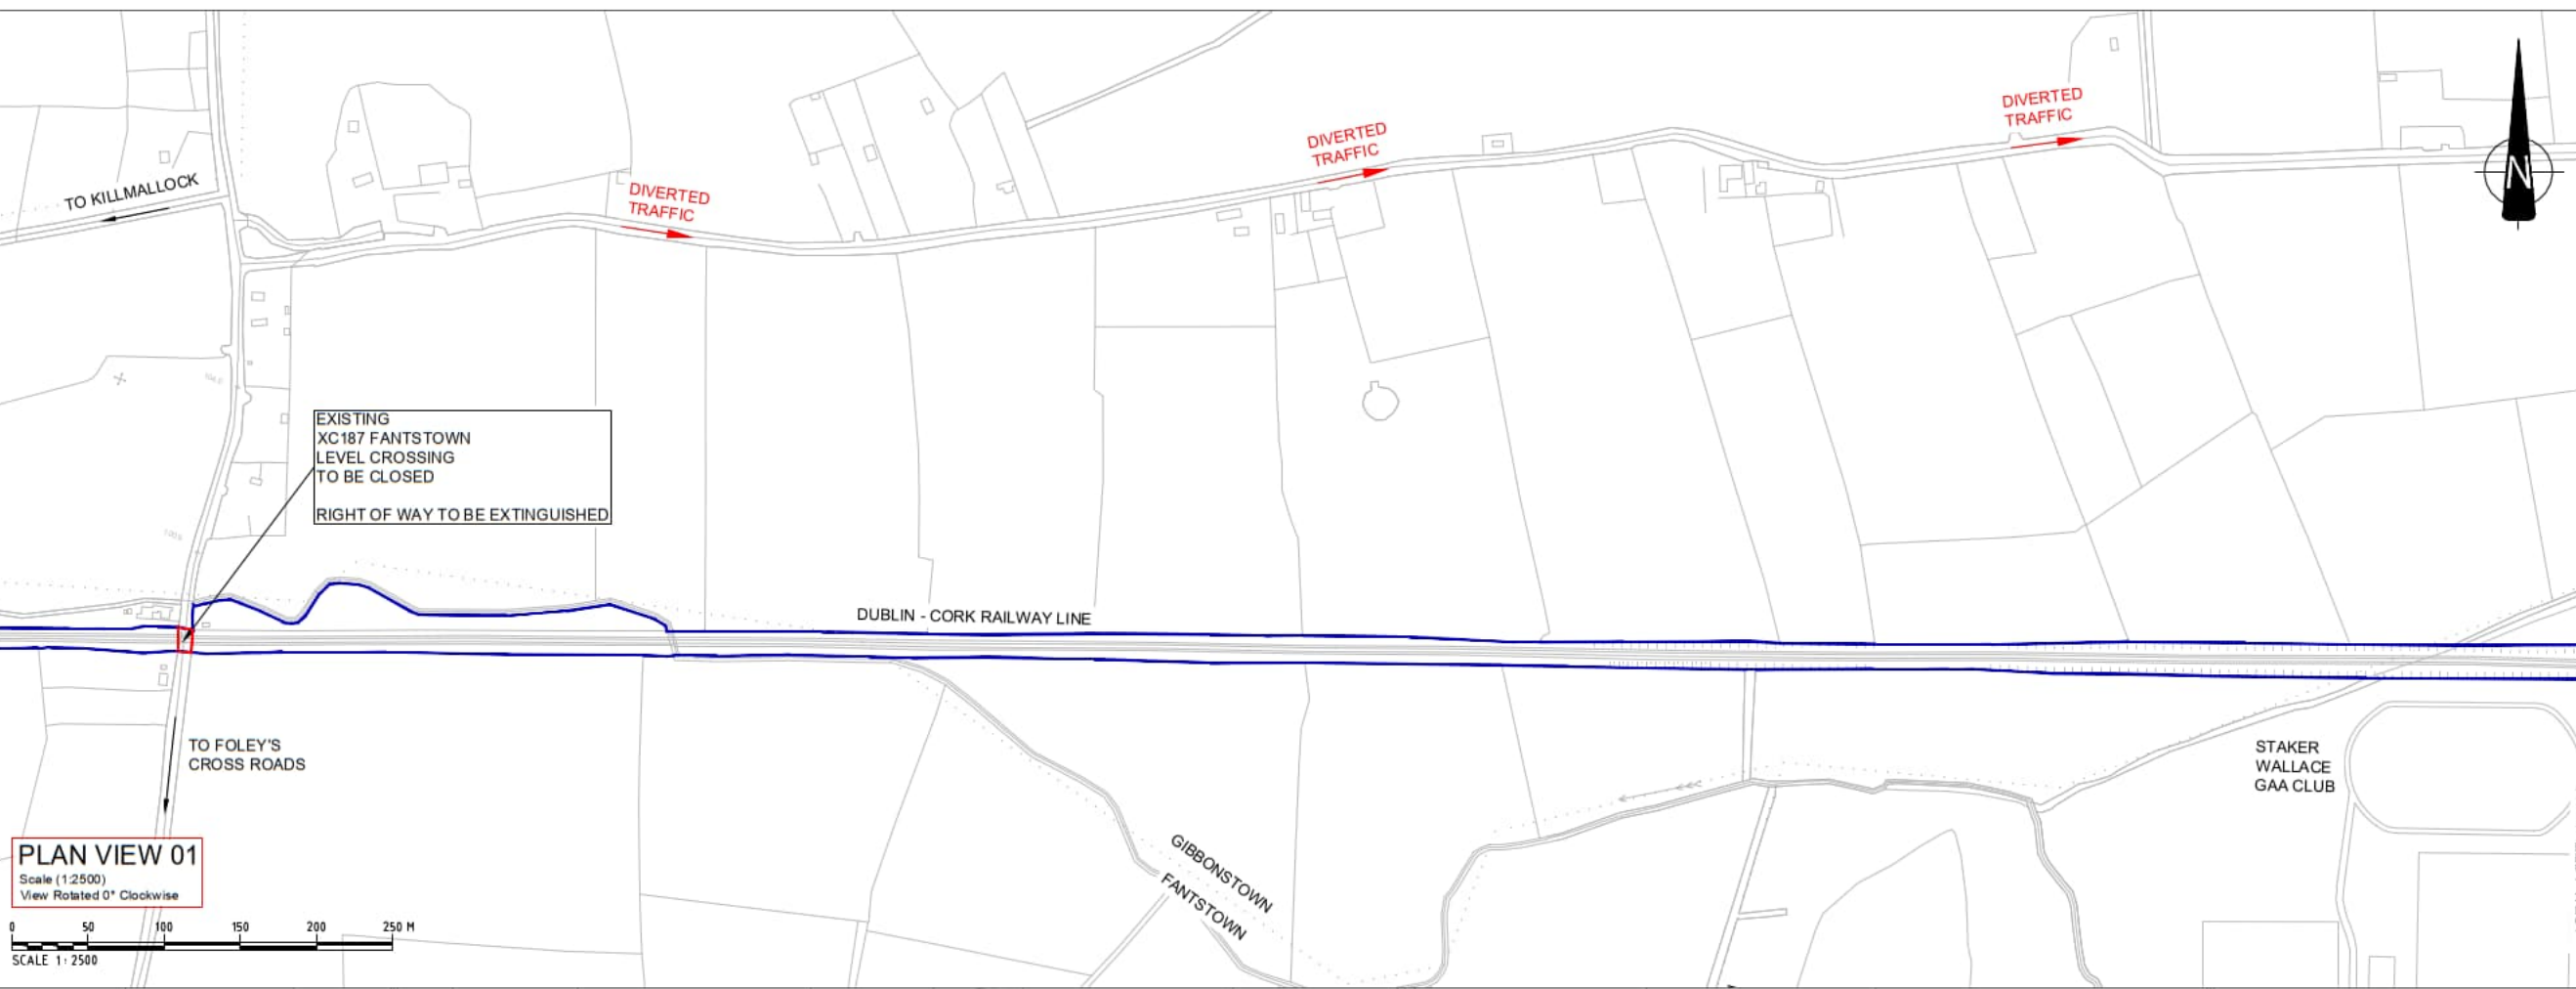 DIVERTED
TRAFFIC
DIVERTED
TRAFFIC
TO KILLMALLOCK
DIVERTED
TRAFFIC
N
EXISTING
XC187 FANTSTOWN
LEVEL CROSSING
TO BE CLOSED
RIGHT OF WAY TO BE EXTINGUISHED
DUBLIN - CORK RAILWAY LINE
TO FOLEY'S
CROSS ROADS
STAKER
WALLACE
GAA CLUB
GIBBONSTOWN
FANTSTOWN
PLAN VIEW 01
Scale (1:2500)
View Rotated 0° Clockwise
0 50 100 150 200 250 M
SCALE 1:2500